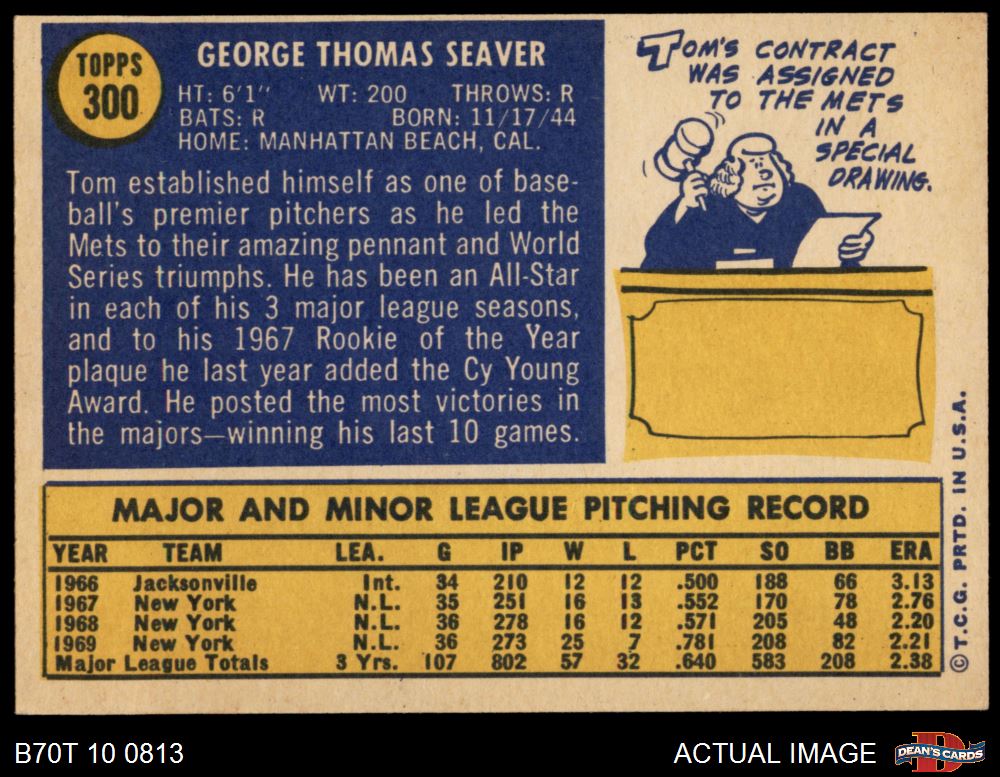 TOPPS
300
GEORGE THOMAS SEAVER
HT: 6'1" WT: 200 THROWS: R
BATS: R BORN: 11/17/44
HOME: MANHATTAN BEACH, CAL.
Tom established himself as one of base-
ball's premier pitchers as he led the
Mets to their amazing pennant and World
Series triumphs. He has been an All-Star
in each of his 3 major league seasons,
and to his 1967 Rookie of the Year
plaque he last year added the Cy Young
Award. He posted the most victories in
the majors—winning his last 10 games.
TOM'S CONTRACT
WAS ASSIGNED
TO THE METS
IN A
SPECIAL
DRAWING.
MAJOR AND MINOR LEAGUE PITCHING RECORD
YEAR TEAM LEA. G IP W L PCT SO BB ERA
1966 Jacksonville Int. 34 210 12 12 .500 188 66 3.13
1967 New York N.L. 35 251 16 13 .552 170 78 2.76
1968 New York N.L. 36 278 16 12 .571 205 48 2.20
1969 New York N.L. 36 273 25 7 .781 208 82 2.21
Major League Totals 3 Yrs. 107 802 57 32 .640 583 208 2.38
© T.C.G. PRTD. IN U.S.A.
B70T 10 0813
ACTUAL IMAGE
DEAN'S CARDS